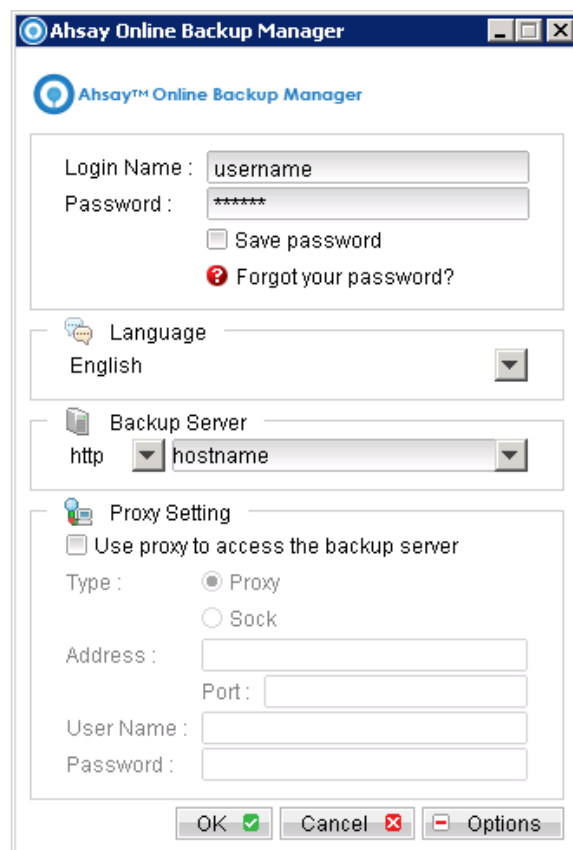 Ahsay Online Backup Manager
Ahsay™ Online Backup Manager
Login Name : username
Password : ******
Save password
Forgot your password?
Language
English
Backup Server
http hostname
Proxy Setting
Use proxy to access the backup server
Type : Proxy
Sock
Address :
Port :
User Name :
Password :
OK Cancel Options